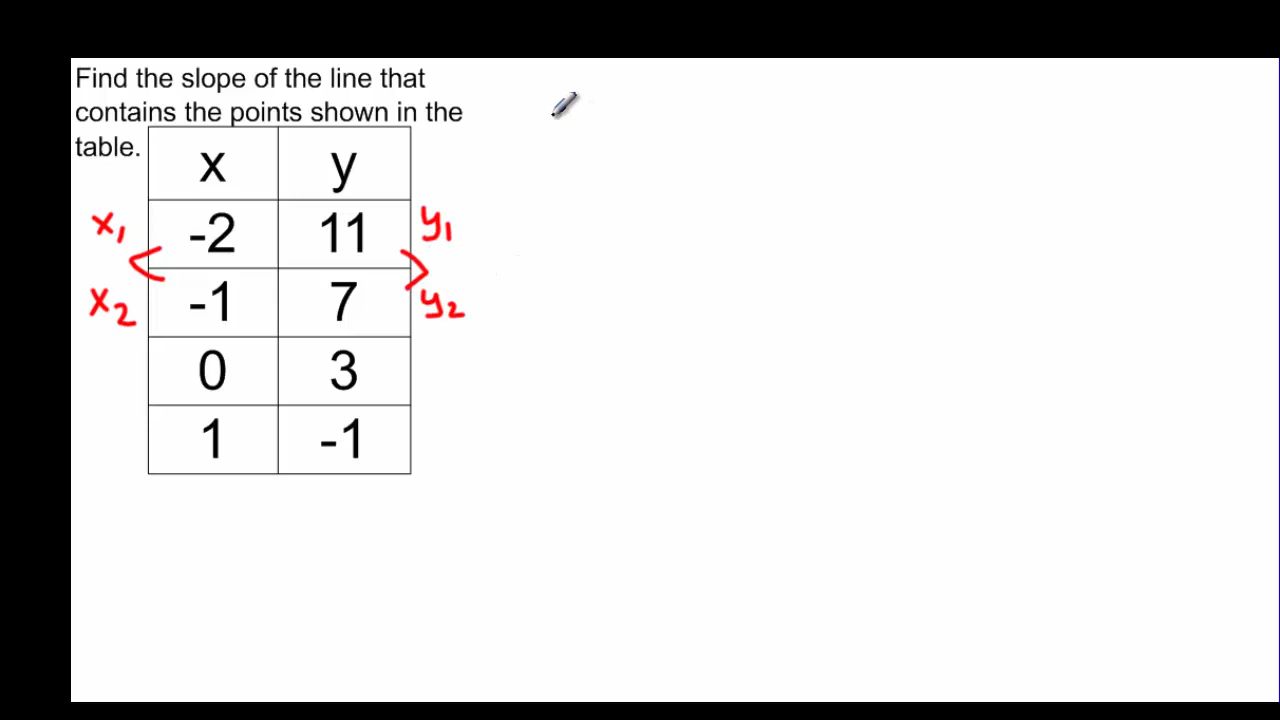 Find the slope of the line that
contains the points shown in the
table.
x y
x1 -2 11 y1
x2 -1 7 y2
0 3
1 -1